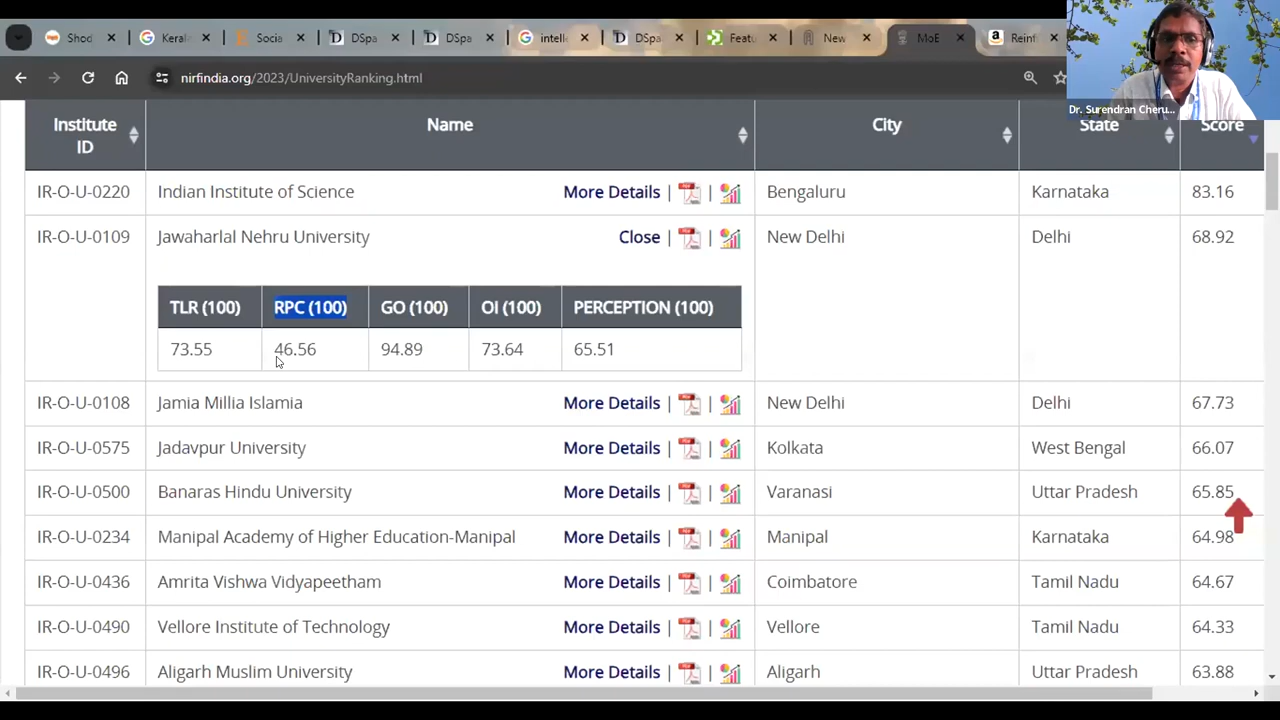 Shod
Keral
Socia
DSpa
DSpa
intell
DSpa
Featu
New
MoE
Reinf
nirfindia.org/2023/UniversityRanking.html
Dr. Surendran Cheru...
Institute ID Name City State Score
IR-O-U-0220 Indian Institute of Science More Details | | Bengaluru Karnataka 83.16
IR-O-U-0109 Jawaharlal Nehru University Close | | New Delhi Delhi 68.92
TLR (100) RPC (100) GO (100) OI (100) PERCEPTION (100)
73.55 46.56 94.89 73.64 65.51
IR-O-U-0108 Jamia Millia Islamia More Details | | New Delhi Delhi 67.73
IR-O-U-0575 Jadavpur University More Details | | Kolkata West Bengal 66.07
IR-O-U-0500 Banaras Hindu University More Details | | Varanasi Uttar Pradesh 65.85
IR-O-U-0234 Manipal Academy of Higher Education-Manipal More Details | | Manipal Karnataka 64.98
IR-O-U-0436 Amrita Vishwa Vidyapeetham More Details | | Coimbatore Tamil Nadu 64.67
IR-O-U-0490 Vellore Institute of Technology More Details | | Vellore Tamil Nadu 64.33
IR-O-U-0496 Aligarh Muslim University More Details | | Aligarh Uttar Pradesh 63.88